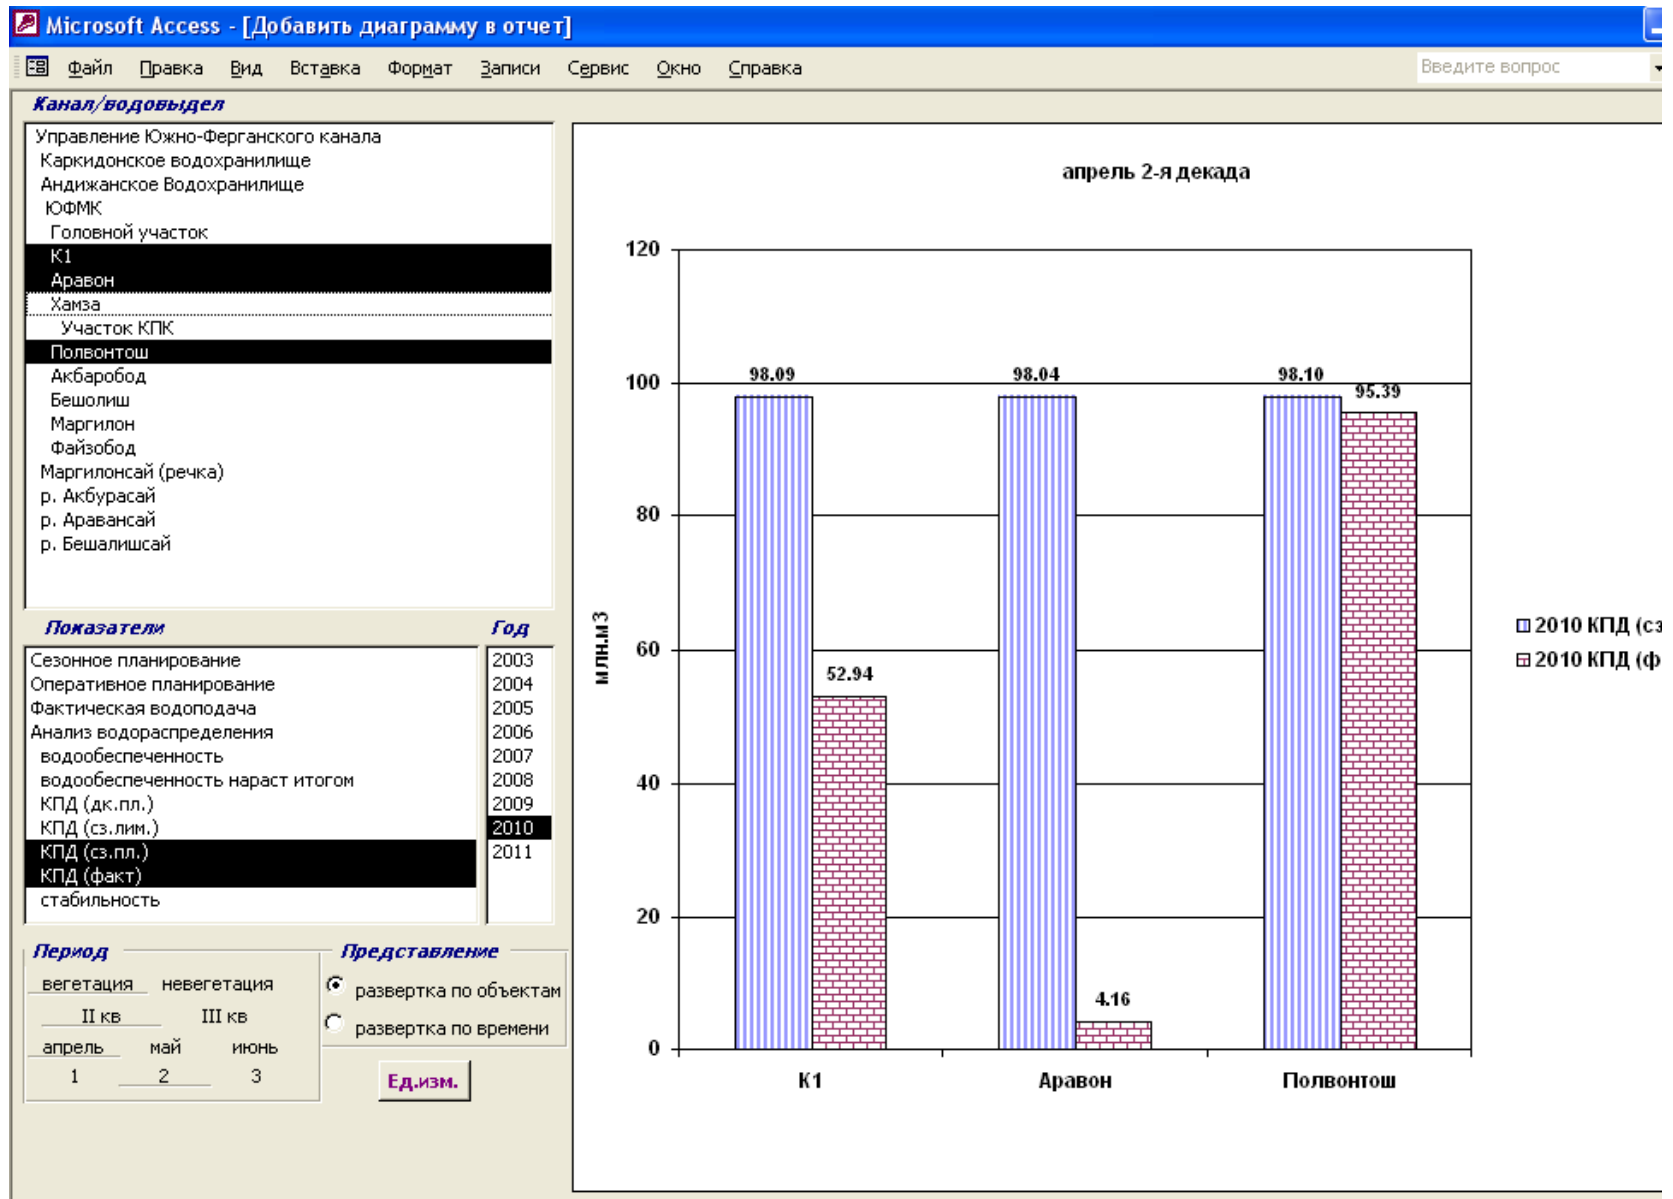 Microsoft Access - [Добавить диаграмму в отчет]
Файл Правка Вид Вставка Формат Записи Сервис Окно Справка Введите вопрос
Канал/водовыдел
Управление Южно-Ферганского канала
Каркидонское водохранилище
Андижанское Водохранилище
ЮФМК
Головной участок
К1
Аравон
Хамза
Участок КПК
Полвонтош
Акбаробод
Бешолиш
Маргилон
Файзобод
Маргилонсай (речка)
р. Акбурасай
р. Аравансай
р. Бешалишсай
Показатели
Сезонное планирование
Оперативное планирование
Фактическая водоподача
Анализ водораспределения
водообеспеченность
водообеспеченность нараст итогом
КПД (дк.пл.)
КПД (сз.лим.)
КПД (сз.пл.)
КПД (факт)
стабильность
Год
2003
2004
2005
2006
2007
2008
2009
2010
2011
Период
вегетация невегетация
II кв III кв
апрель май июнь
1 2 3
Представление
развертка по объектам
развертка по времени
Ед.изм.
апрель 2-я декада
млн.м3
120
100
80
60
40
20
0
98.09
52.94
98.04
4.16
98.10
95.39
К1 Аравон Полвонтош
2010 КПД (сз
2010 КПД (ф